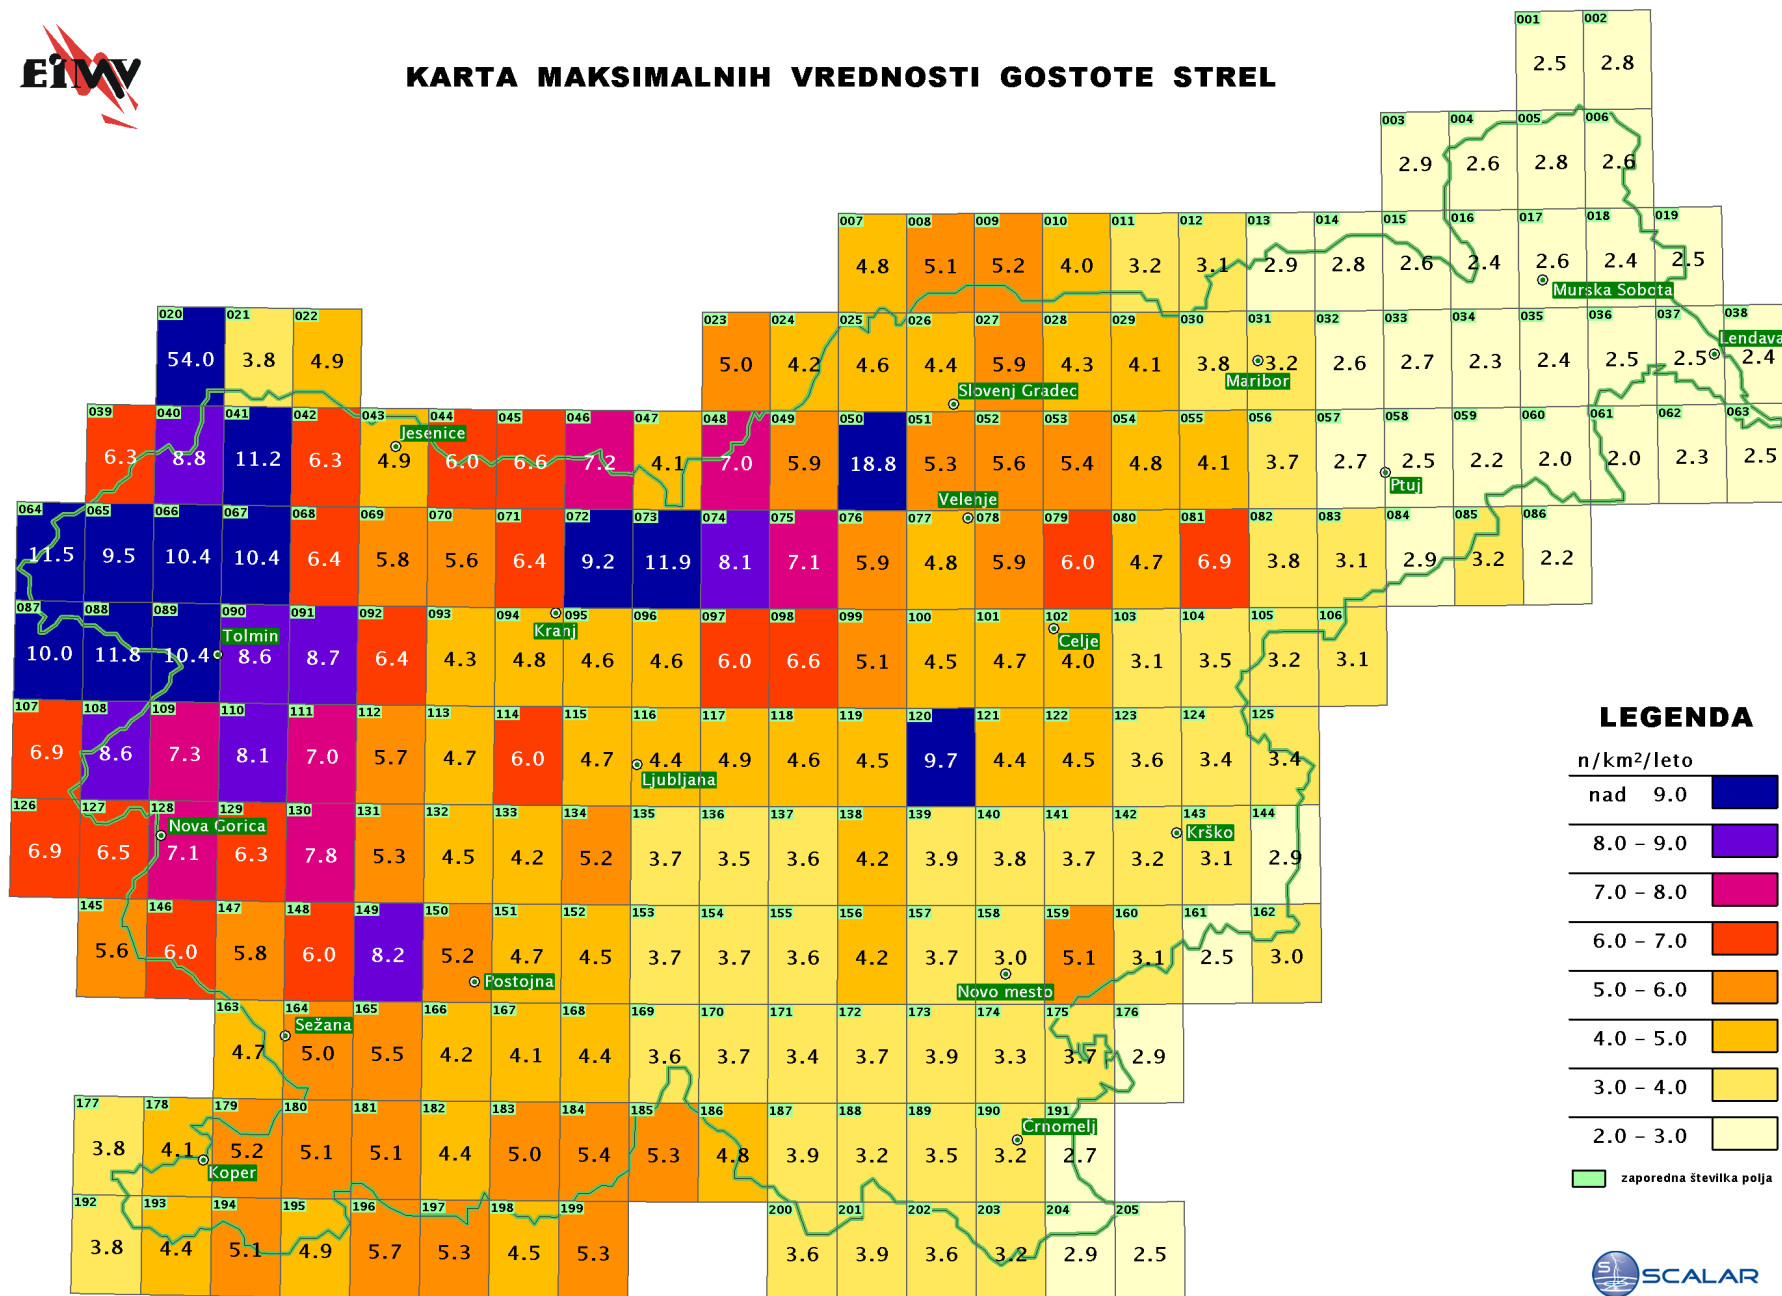 EIMV
KARTA MAKSIMALNIH VREDNOSTI GOSTOTE STREL
001 002
2.5 2.8
003 004 005 006
2.9 2.6 2.8 2.6
007 008 009 010 011 012 013 014 015 016 017 018 019
4.8 5.1 5.2 4.0 3.2 3.1 2.9 2.8 2.6 2.4 2.6 2.4 2.5
Murska Sobota
020 021 022 023 024 025 026 027 028 029 030 031 032 033 034 035 036 037 038
54.0 3.8 4.9 5.0 4.2 4.6 4.4 5.9 4.3 4.1 3.8 3.2 2.6 2.7 2.3 2.4 2.5 2.5 2.4
Lendava
Maribor
Slovenj Gradec
039 040 041 042 043 044 045 046 047 048 049 050 051 052 053 054 055 056 057 058 059 060 061 062 063
Jesenice
6.3 8.8 11.2 6.3 4.9 6.0 6.6 7.2 4.1 7.0 5.9 18.8 5.3 5.6 5.4 4.8 4.1 3.7 2.7 2.5 2.2 2.0 2.0 2.3 2.5
Ptuj
Velenje
064 065 066 067 068 069 070 071 072 073 074 075 076 077 078 079 080 081 082 083 084 085 086
11.5 9.5 10.4 10.4 6.4 5.8 5.6 6.4 9.2 11.9 8.1 7.1 5.9 4.8 5.9 6.0 4.7 6.9 3.8 3.1 2.9 3.2 2.2
087 088 089 090 091 092 093 094 095 096 097 098 099 100 101 102 103 104 105 106
Tolmin Kranj Celje
10.0 11.8 10.4 8.6 8.7 6.4 4.3 4.8 4.6 4.6 6.0 6.6 5.1 4.5 4.7 4.0 3.1 3.5 3.2 3.1
107 108 109 110 111 112 113 114 115 116 117 118 119 120 121 122 123 124 125
6.9 8.6 7.3 8.1 7.0 5.7 4.7 6.0 4.7 4.4 4.9 4.6 4.5 9.7 4.4 4.5 3.6 3.4 3.4
Ljubljana
126 127 128 129 130 131 132 133 134 135 136 137 138 139 140 141 142 143 144
Nova Gorica Krško
6.9 6.5 7.1 6.3 7.8 5.3 4.5 4.2 5.2 3.7 3.5 3.6 4.2 3.9 3.8 3.7 3.2 3.1 2.9
145 146 147 148 149 150 151 152 153 154 155 156 157 158 159 160 161 162
5.6 6.0 5.8 6.0 8.2 5.2 4.7 4.5 3.7 3.7 3.6 4.2 3.7 3.0 5.1 3.1 2.5 3.0
Postojna Novo mesto
163 164 165 166 167 168 169 170 171 172 173 174 175 176
Sežana
4.7 5.0 5.5 4.2 4.1 4.4 3.6 3.7 3.4 3.7 3.9 3.3 3.7 2.9
177 178 179 180 181 182 183 184 185 186 187 188 189 190 191
Črnomelj
3.8 4.1 5.2 5.1 5.1 4.4 5.0 5.4 5.3 4.8 3.9 3.2 3.5 3.2 2.7
Koper
192 193 194 195 196 197 198 199 200 201 202 203 204 205
3.8 4.4 5.1 4.9 5.7 5.3 4.5 5.3 3.6 3.9 3.6 3.2 2.9 2.5
LEGENDA
n/km²/leto
nad 9.0
8.0 – 9.0
7.0 – 8.0
6.0 – 7.0
5.0 – 6.0
4.0 – 5.0
3.0 – 4.0
2.0 – 3.0
zaporedna številka polja
SCALAR